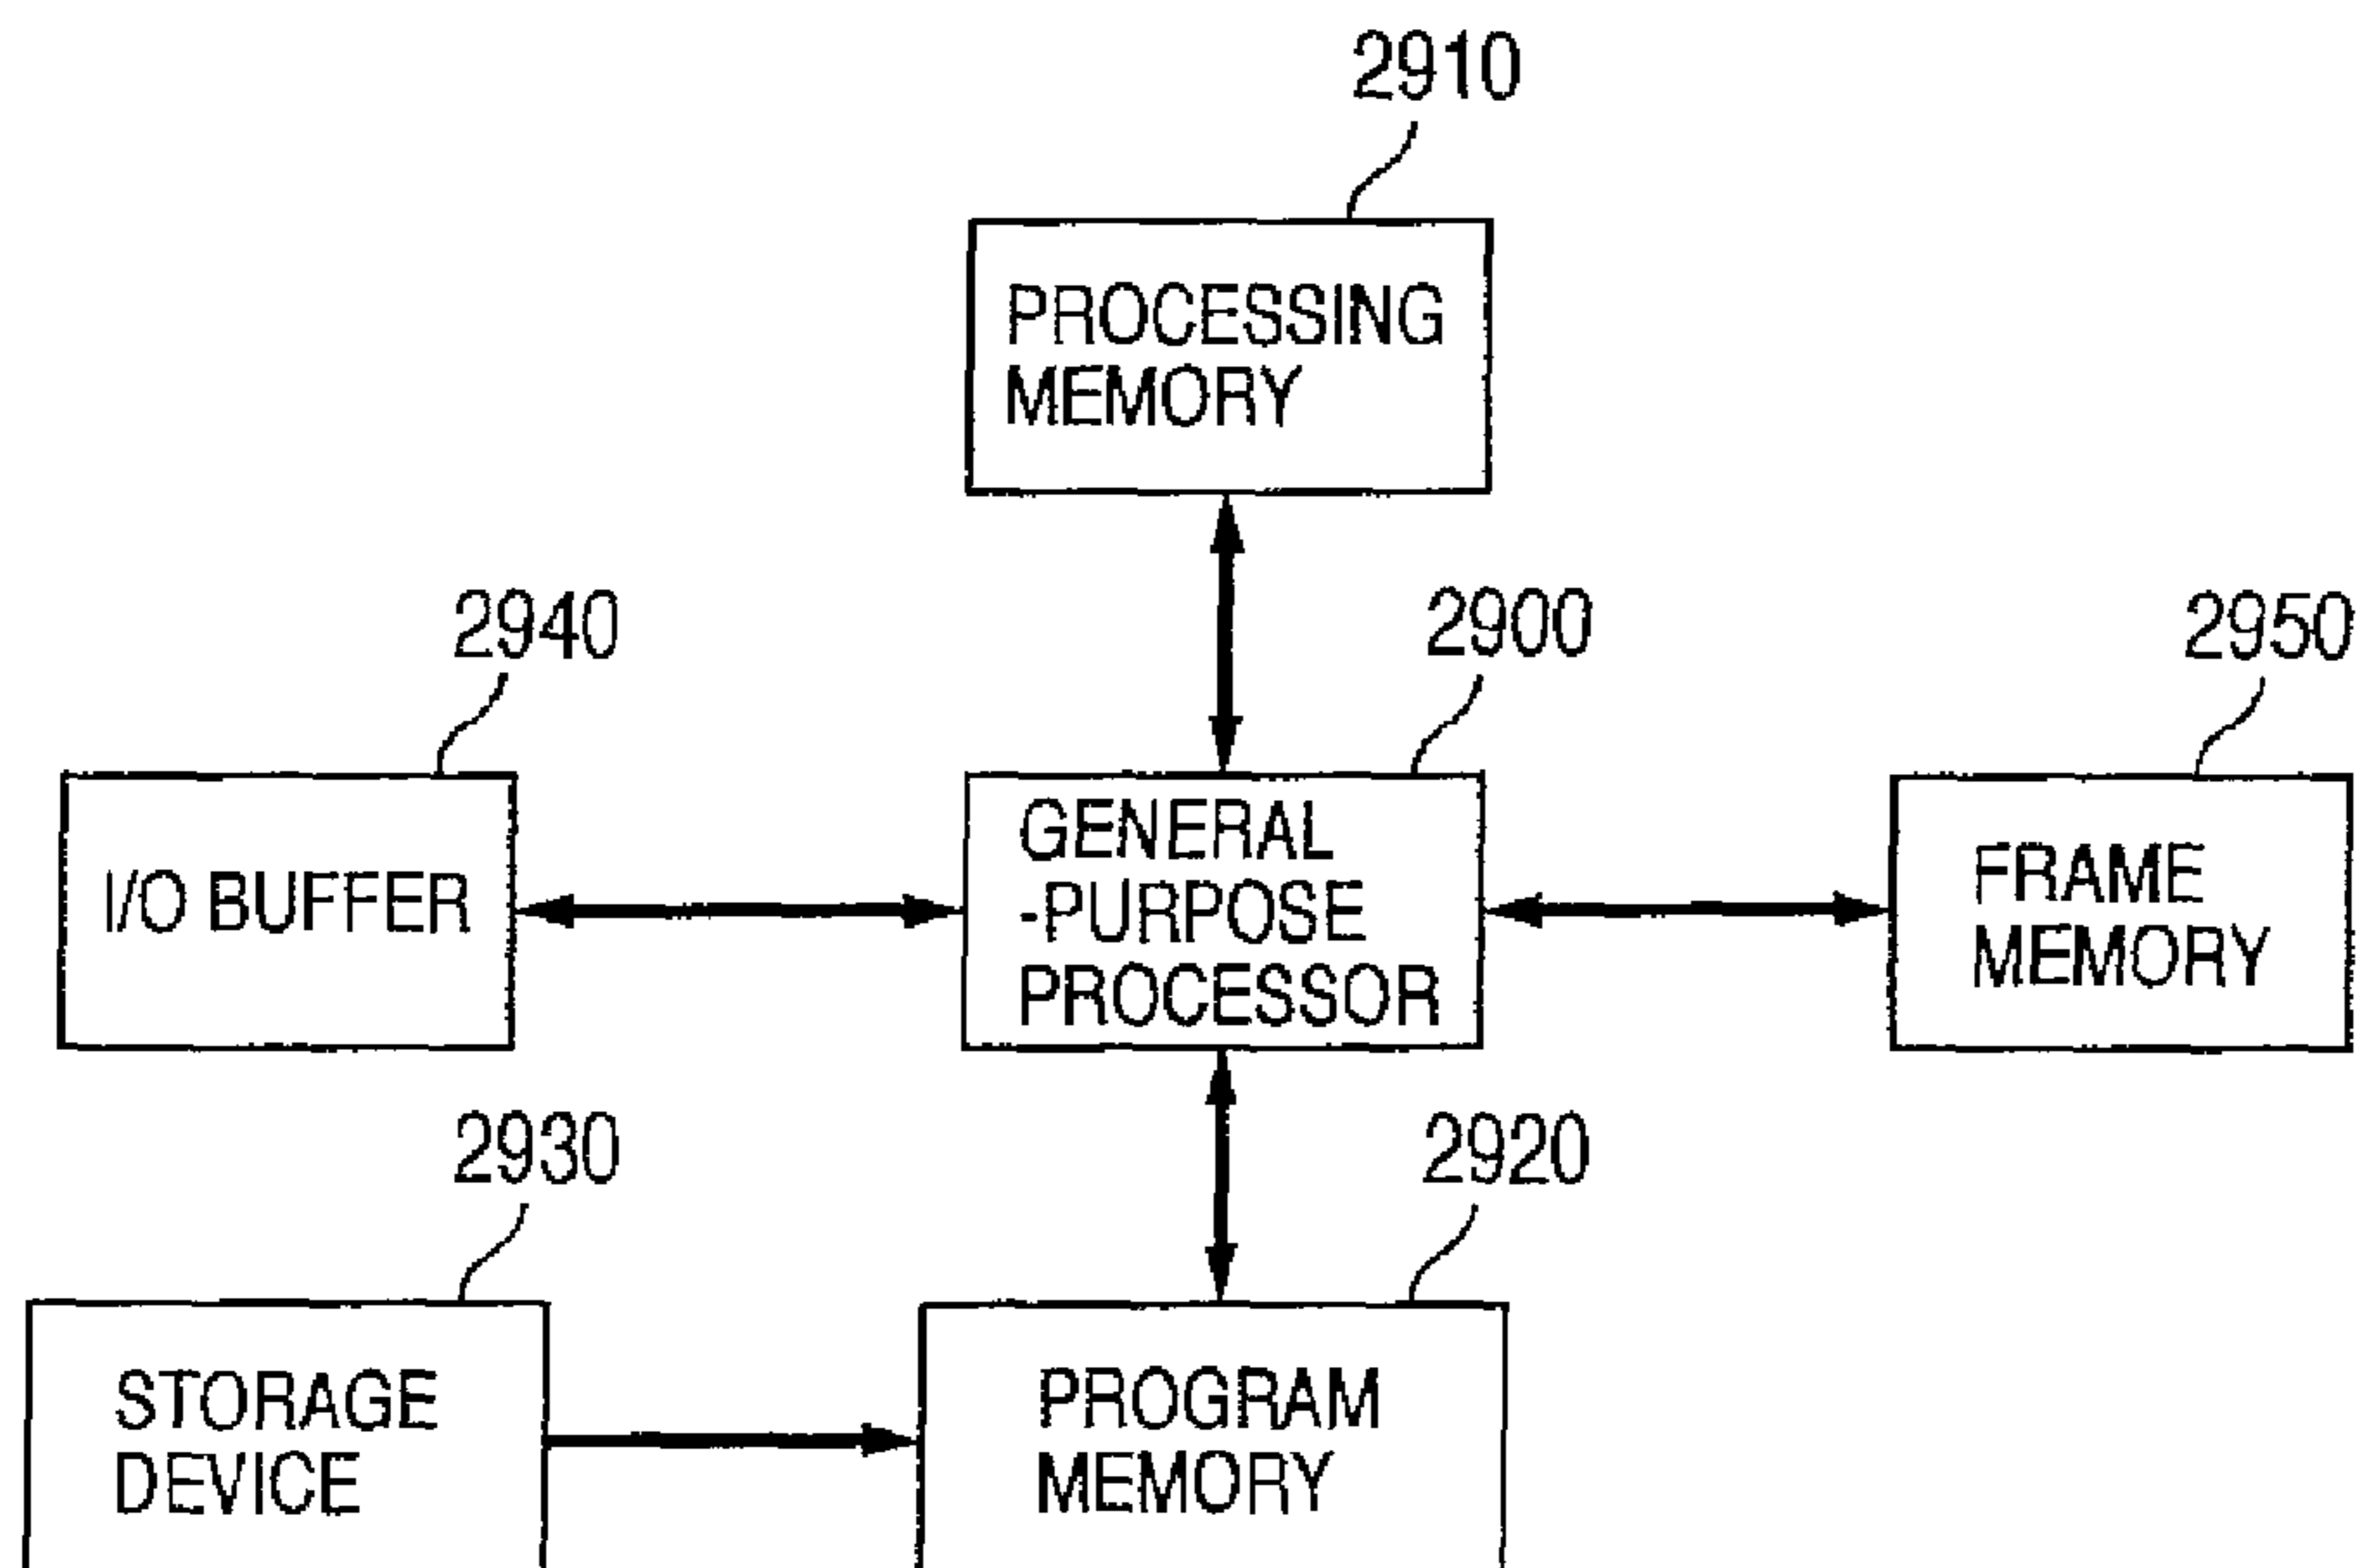 2910
PROCESSING
MEMORY
2940
2900
2950
I/O BUFFER
GENERAL
-PURPOSE
PROCESSOR
FRAME
MEMORY
2930
2920
STORAGE
DEVICE
PROGRAM
MEMORY